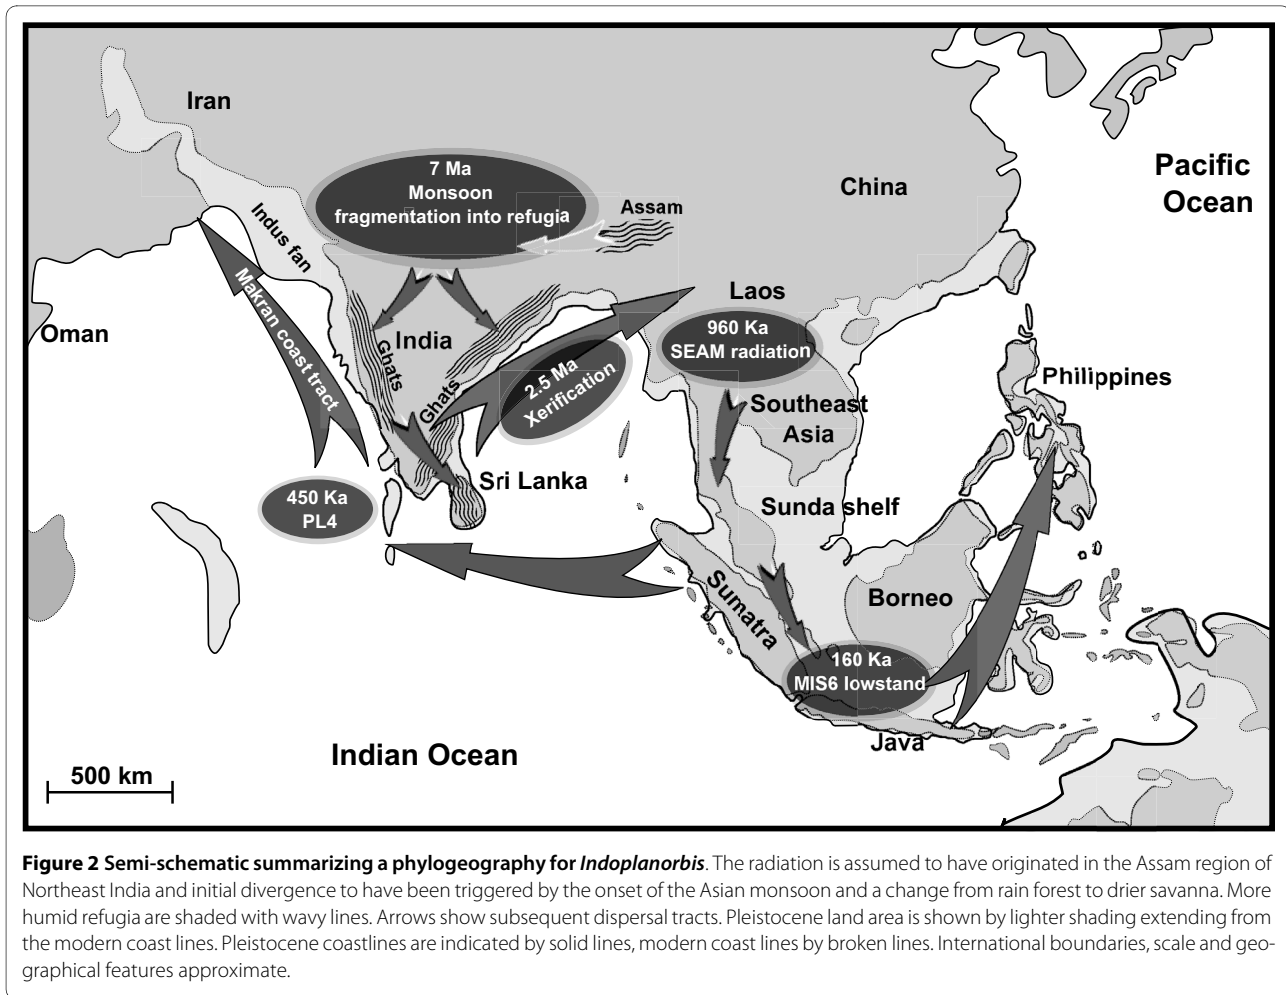 Iran
7 Ma
Monsoon
fragmentation into refugia
Assam
China
Pacific
Ocean
Indus fan
Makran coast tract
Oman
India
Ghats
Ghats
2.5 Ma
Xerification
Laos
960 Ka
SEAM radiation
Philippines
Southeast
Asia
Sri Lanka
450 Ka
PL4
Sunda shelf
Sumatra
Borneo
160 Ka
MIS6 lowstand
Java
Indian Ocean
500 km
Figure 2 Semi-schematic summarizing a phylogeography for Indoplanorbis. The radiation is assumed to have originated in the Assam region of
Northeast India and initial divergence to have been triggered by the onset of the Asian monsoon and a change from rain forest to drier savanna. More
humid refugia are shaded with wavy lines. Arrows show subsequent dispersal tracts. Pleistocene land area is shown by lighter shading extending from
the modern coast lines. Pleistocene coastlines are indicated by solid lines, modern coast lines by broken lines. International boundaries, scale and geo-
graphical features approximate.